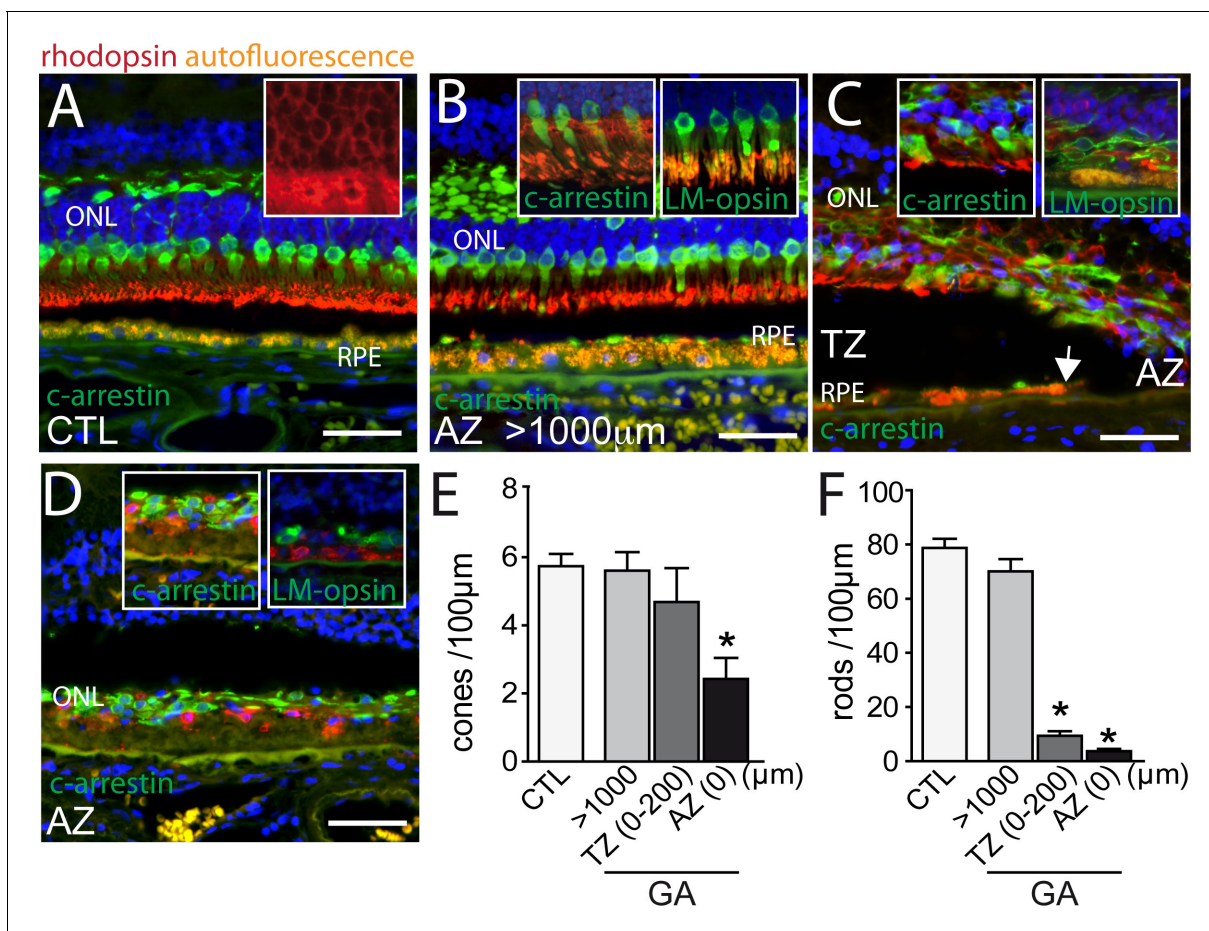 rhodopsin autofluorescence
A
ONL
RPE
c-arrestin
CTL
B
c-arrestin
LM-opsin
ONL
RPE
c-arrestin
AZ >1000µm
C
c-arrestin
LM-opsin
ONL
TZ
AZ
RPE
c-arrestin
D
c-arrestin
LM-opsin
ONL
c-arrestin
AZ
E
cones /100µm
8
6
4
2
0
CTL
>1000
TZ (0-200)
AZ (0)
(µm)
GA
F
rods /100µm
100
80
60
40
20
0
*
*
*
CTL
>1000
TZ (0-200)
AZ (0)
(µm)
GA